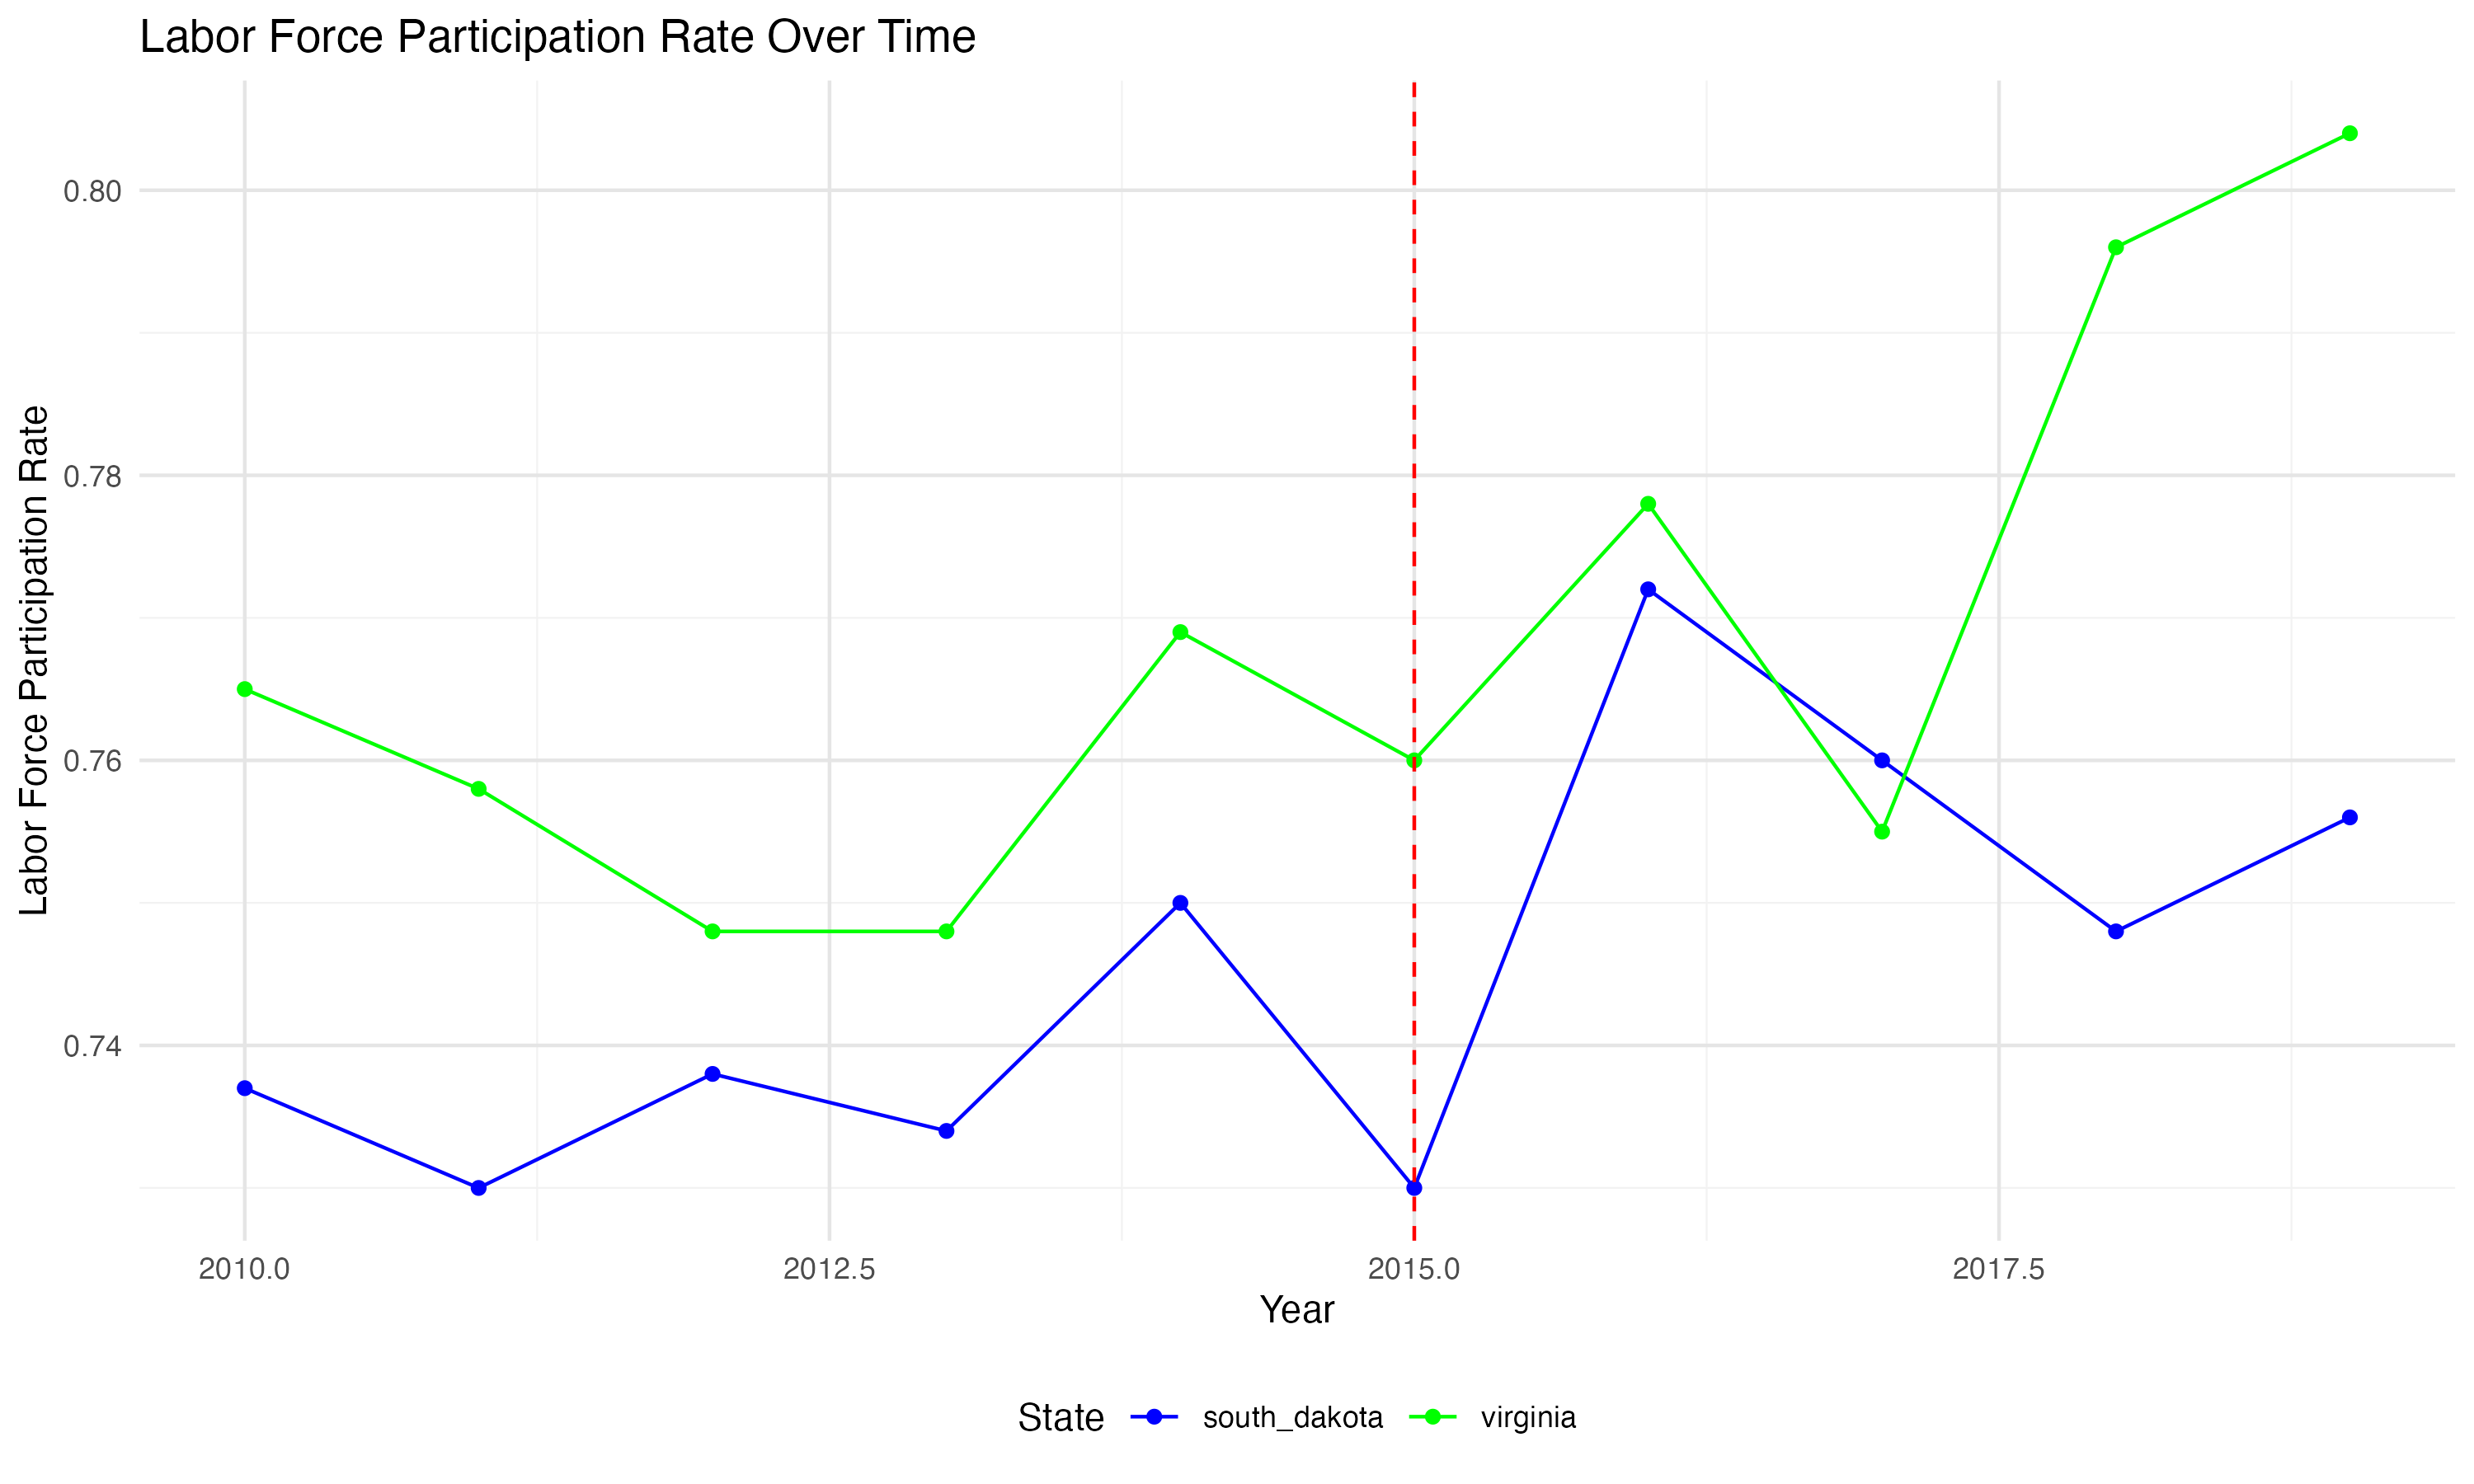 Labor Force Participation Rate Over Time
Labor Force Participation Rate
0.80
0.78
0.76
0.74
2010.0 2012.5 2015.0 2017.5
Year
State south_dakota virginia